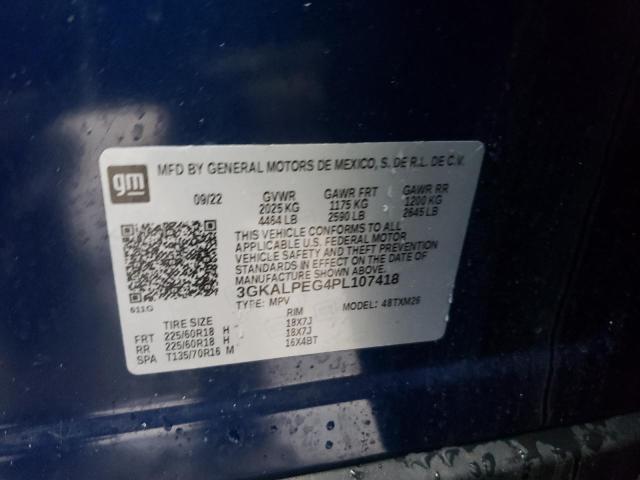 gm
MFD BY GENERAL MOTORS DE MEXICO, S. DE R.L. DE C.V.
09/22 GVWR GAWR FRT GAWR RR
2025 KG 1175 KG 1200 KG
4464 LB 2590 LB 2645 LB
THIS VEHICLE CONFORMS TO ALL
APPLICABLE U.S. FEDERAL MOTOR
VEHICLE SAFETY AND THEFT PREVENTION
STANDARDS IN EFFECT ON THE DATE OF
MANUFACTURE SHOWN ABOVE.
3GKALPEG4PL107418
TYPE: MPV MODEL: 48TXM26
611G
TIRE SIZE RIM
FRT 225/60R18 H 18X7J
RR 225/60R18 H 18X7J
SPA T135/70R16 M 16X4BT